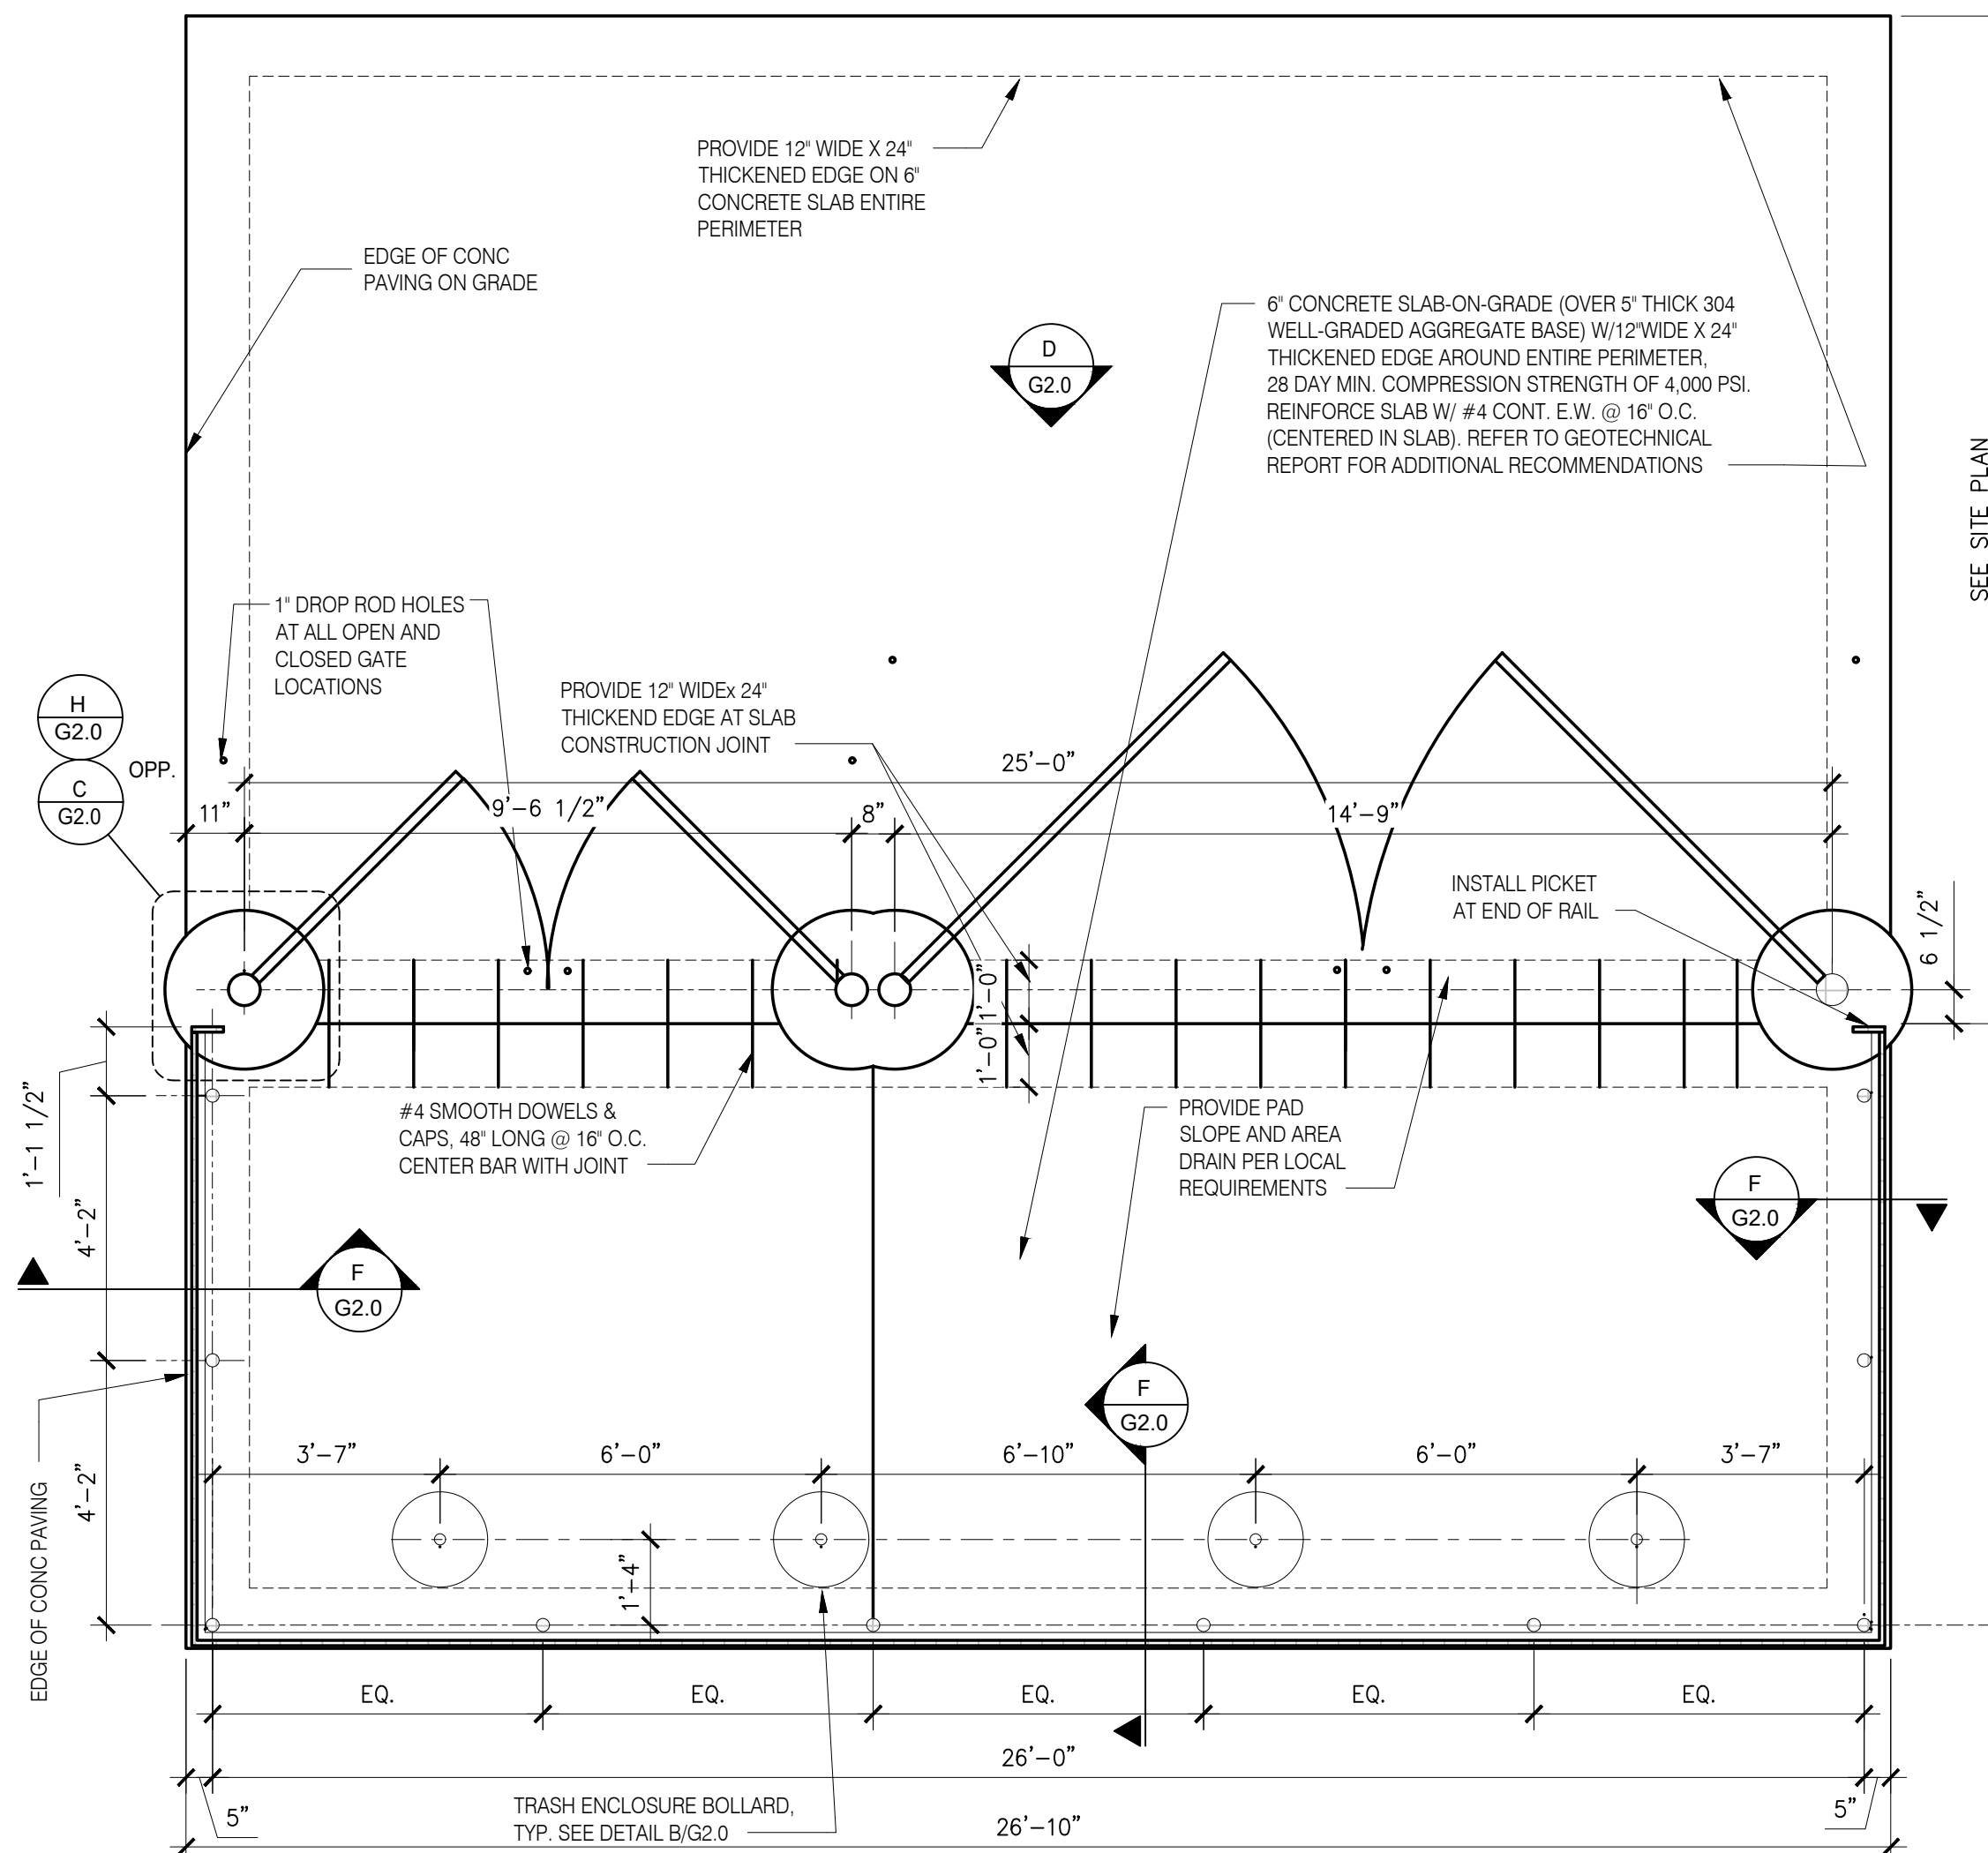 PROVIDE 12" WIDE X 24"
THICKENED EDGE ON 6"
CONCRETE SLAB ENTIRE
PERIMETER
EDGE OF CONC
PAVING ON GRADE
6" CONCRETE SLAB-ON-GRADE (OVER 5" THICK 304
WELL-GRADED AGGREGATE BASE) W/12"WIDE X 24"
THICKENED EDGE AROUND ENTIRE PERIMETER,
28 DAY MIN. COMPRESSION STRENGTH OF 4,000 PSI.
REINFORCE SLAB W/ #4 CONT. E.W. @ 16" O.C.
(CENTERED IN SLAB). REFER TO GEOTECHNICAL
REPORT FOR ADDITIONAL RECOMMENDATIONS
D
G2.0
SEE SITE PLAN
1" DROP ROD HOLES
AT ALL OPEN AND
CLOSED GATE
LOCATIONS
PROVIDE 12" WIDEx 24"
THICKEND EDGE AT SLAB
CONSTRUCTION JOINT
H
G2.0
OPP.
C
G2.0
25'-0"
11"
9'-6 1/2"
8"
14'-9"
INSTALL PICKET
AT END OF RAIL
6 1/2"
1'-0"
1'-0"
1'-1 1/2"
#4 SMOOTH DOWELS &
CAPS, 48" LONG @ 16" O.C.
CENTER BAR WITH JOINT
PROVIDE PAD
SLOPE AND AREA
DRAIN PER LOCAL
REQUIREMENTS
4'-2"
F
G2.0
F
G2.0
F
G2.0
EDGE OF CONC PAVING
4'-2"
3'-7"
6'-0"
6'-10"
6'-0"
3'-7"
1'-4"
EQ.
EQ.
EQ.
EQ.
EQ.
26'-0"
5"
5"
TRASH ENCLOSURE BOLLARD,
TYP. SEE DETAIL B/G2.0
26'-10"